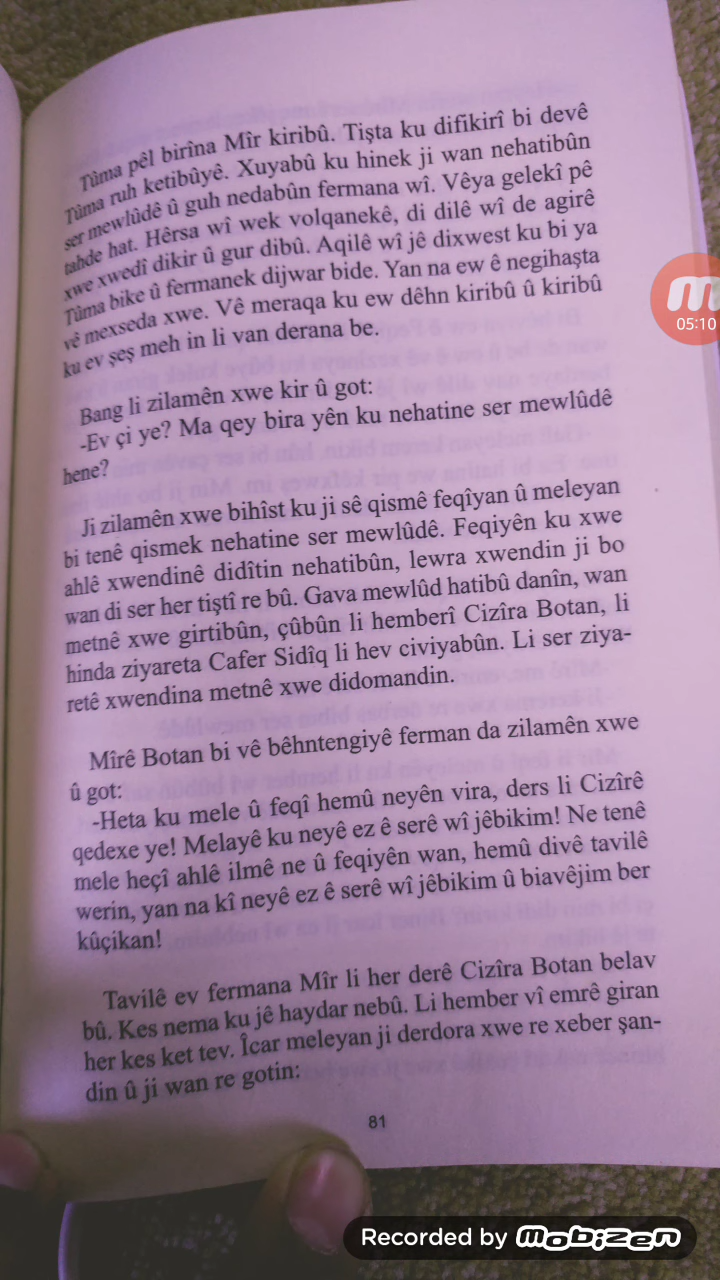 Tûma pêl birîna Mîr kiribû. Tişta ku difikirî bi devê
Tûma ruh ketibûyê. Xuyabû ku hinek ji wan nehatibûn
ser mewlûdê û guh nedabûn fermana wî. Vêya gelekî pê
tahde hat. Hêrsa wî wek volqanekê, di dilê wî de agirê
xwe xwedî dikir û gur dibû. Aqilê wî jê dixwest ku bi ya
Tûma bike û fermanek dijwar bide. Yan na ew ê negihaşta
vê mexseda xwe. Vê meraqa ku ew dêhn kiribû û kiribû
ku ev şeş meh in li van derana be.
Bang li zilamên xwe kir û got:
-Ev çi ye? Ma qey bira yên ku nehatine ser mewlûdê
hene?
Ji zilamên xwe bihîst ku ji sê qismê feqîyan û meleyan
bi tenê qismek nehatine ser mewlûdê. Feqiyên ku xwe
ahlê xwendinê didîtin nehatibûn, lewra xwendin ji bo
wan di ser her tiştî re bû. Gava mewlûd hatibû danîn, wan
metnê xwe girtibûn, çûbûn li hemberî Cizîra Botan, li
hinda ziyareta Cafer Sidîq li hev civiyabûn. Li ser ziya-
retê xwendina metnê xwe didomandin.
Mîrê Botan bi vê bêhntengiyê ferman da zilamên xwe
û got:
-Heta ku mele û feqî hemû neyên vira, ders li Cizîrê
qedexe ye! Melayê ku neyê ez ê serê wî jêbikim! Ne tenê
mele heçî ahlê ilmê ne û feqiyên wan, hemû divê tavilê
werin, yan na kî neyê ez ê serê wî jêbikim û biavêjim ber
kûçikan!
Tavilê ev fermana Mîr li her derê Cizîra Botan belav
bû. Kes nema ku jê haydar nebû. Li hember vî emrê giran
her kes ket tev. Îcar meleyan ji derdora xwe re xeber şan-
din û ji wan re gotin:
81
05:10
Recorded by mobizen